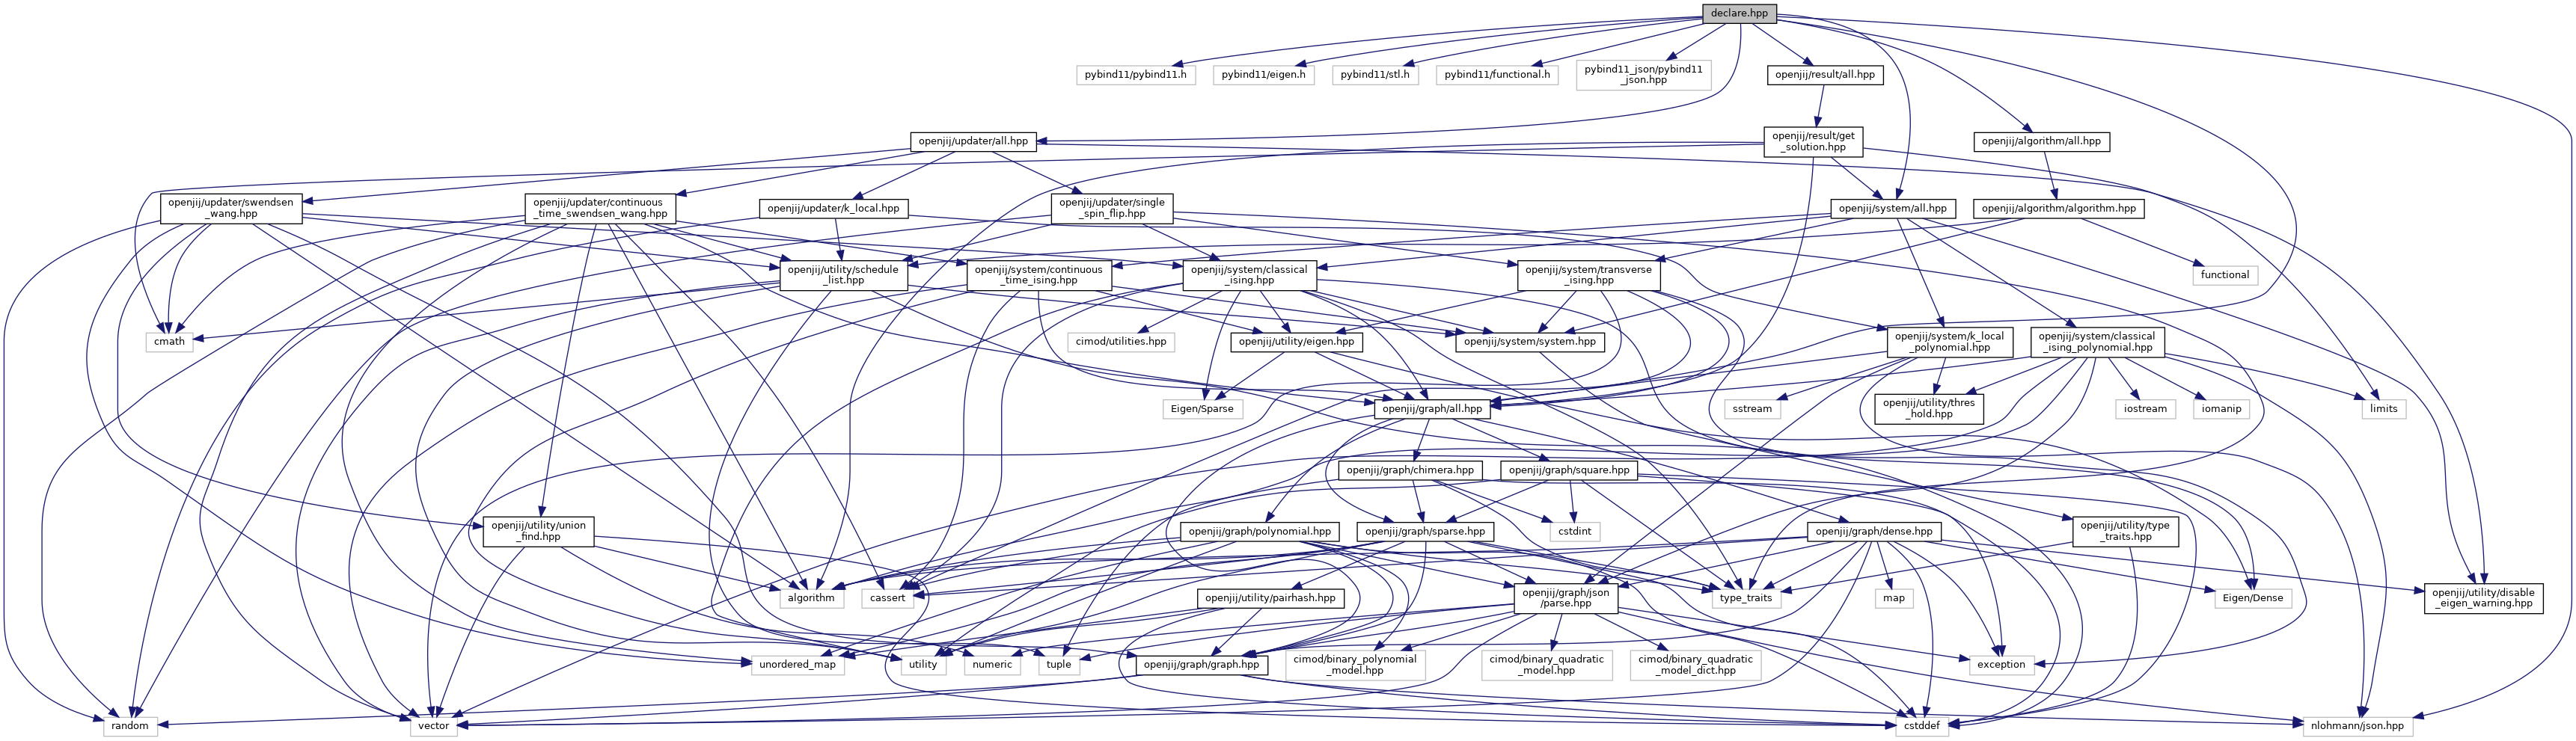 declare.hpp
pybind11/pybind11.h
pybind11/eigen.h
pybind11/stl.h
pybind11/functional.h
pybind11_json/pybind11
_json.hpp
openjij/result/all.hpp
openjij/updater/all.hpp
openjij/result/get
_solution.hpp
openjij/algorithm/all.hpp
openjij/updater/swendsen
_wang.hpp
openjij/updater/continuous
_time_swendsen_wang.hpp
openjij/updater/k_local.hpp
openjij/updater/single
_spin_flip.hpp
openjij/system/all.hpp
openjij/algorithm/algorithm.hpp
openjij/utility/schedule
_list.hpp
openjij/system/continuous
_time_ising.hpp
openjij/system/classical
_ising.hpp
openjij/system/transverse
_ising.hpp
functional
cmath
cimod/utilities.hpp
openjij/utility/eigen.hpp
openjij/system/system.hpp
openjij/system/k_local
_polynomial.hpp
openjij/system/classical
_ising_polynomial.hpp
Eigen/Sparse
openjij/graph/all.hpp
sstream
openjij/utility/thres
_hold.hpp
iostream
iomanip
limits
openjij/graph/chimera.hpp
openjij/graph/square.hpp
openjij/utility/union
_find.hpp
openjij/graph/polynomial.hpp
openjij/graph/sparse.hpp
cstdint
openjij/graph/dense.hpp
openjij/utility/type
_traits.hpp
algorithm
cassert
openjij/utility/pairhash.hpp
openjij/graph/json
/parse.hpp
type_traits
map
Eigen/Dense
openjij/utility/disable
_eigen_warning.hpp
unordered_map
utility
numeric
tuple
openjij/graph/graph.hpp
cimod/binary_polynomial
_model.hpp
cimod/binary_quadratic
_model.hpp
cimod/binary_quadratic
_model_dict.hpp
exception
random
vector
cstddef
nlohmann/json.hpp